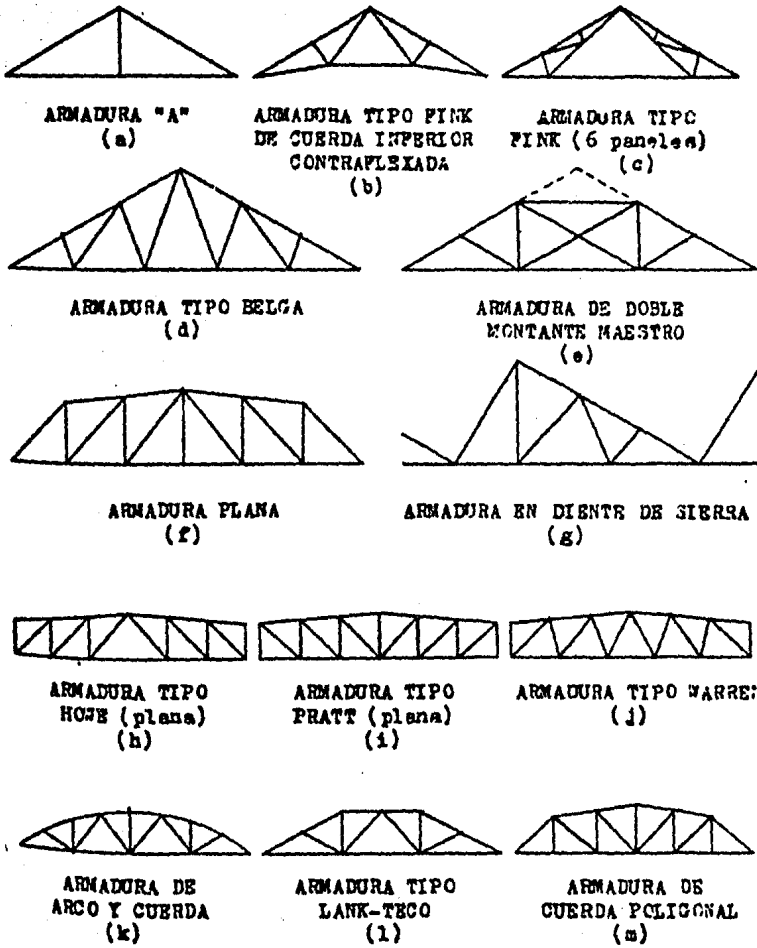 ARMADURA "A"
(a)
ARMADURA TIPO FINK
DE CUERDA INFERIOR
CONTRAFLEXADA
(b)
ARMADURA TIPO
FINK (6 paneles)
(c)
ARMADURA TIPO BELGA
(d)
ARMADURA DE DOBLE
MONTANTE MAESTRO
(e)
ARMADURA PLANA
(f)
ARMADURA EN DIENTE DE SIERRA
(g)
ARMADURA TIPO
HOWE (plana)
(h)
ARMADURA TIPO
PRATT (plana)
(i)
ARMADURA TIPO WARREN
(j)
ARMADURA DE
ARCO Y CUERDA
(k)
ARMADURA TIPO
LANK-TECO
(l)
ARMADURA DE
CUERDA POLIGONAL
(m)